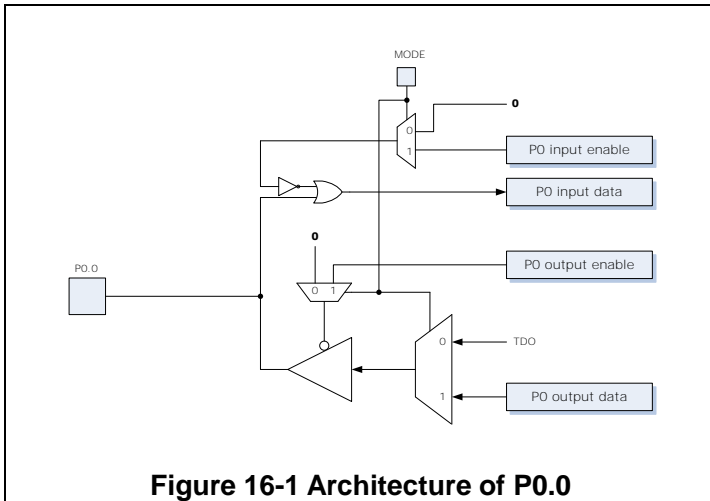 MODE
0
0
1
P0 input enable
P0 input data
0
P0.0
P0 output enable
0 1
0
TDO
1
P0 output data
Figure 16-1 Architecture of P0.0